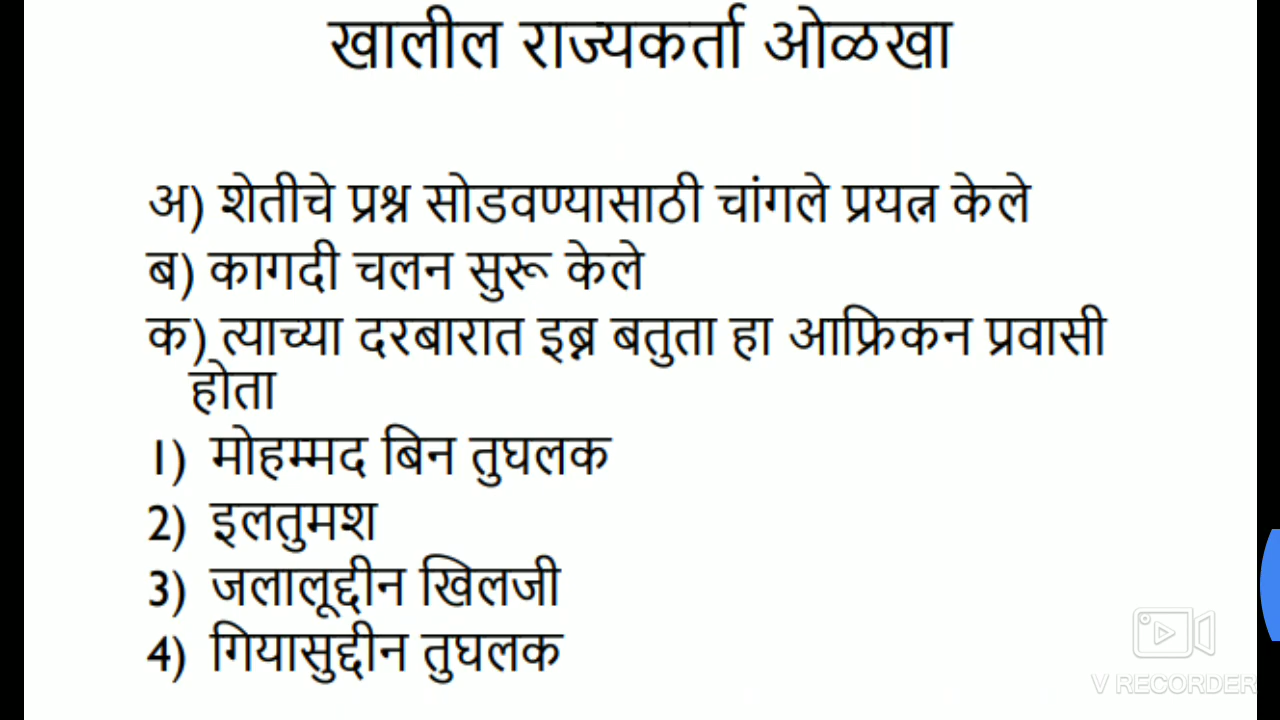 खालील राज्यकर्ता ओळखा
अ) शेतीचे प्रश्न सोडवण्यासाठी चांगले प्रयत्न केले
ब) कागदी चलन सुरू केले
क) त्याच्या दरबारात इब्न बतुता हा आफ्रिकन प्रवासी
होता
1) मोहम्मद बिन तुघलक
2) इलतुमश
3) जलालूद्दीन खिलजी
4) गियासुद्दीन तुघलक
V RECORDER